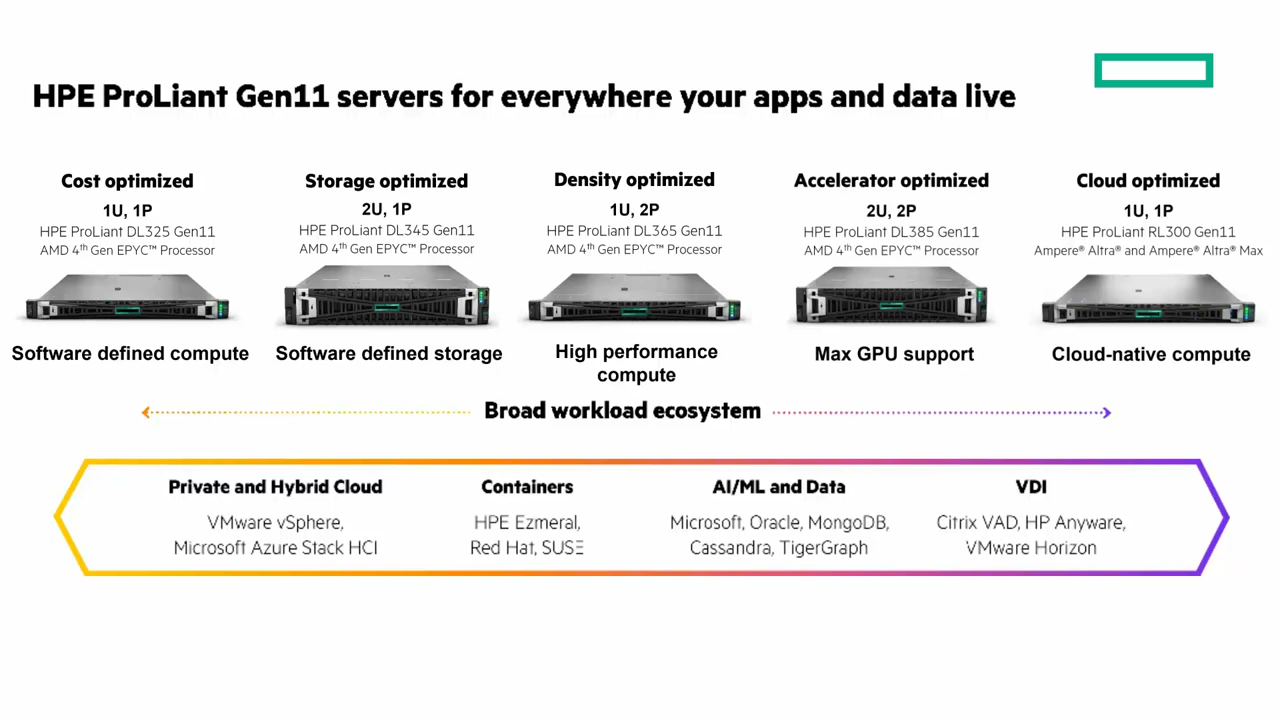 HPE ProLiant Gen11 servers for everywhere your apps and data live
Cost optimized
1U, 1P
HPE ProLiant DL325 Gen11
AMD 4th Gen EPYC™ Processor
Software defined compute
Storage optimized
2U, 1P
HPE ProLiant DL345 Gen11
AMD 4th Gen EPYC™ Processor
Software defined storage
Density optimized
1U, 2P
HPE ProLiant DL365 Gen11
AMD 4th Gen EPYC™ Processor
High performance
compute
Accelerator optimized
2U, 2P
HPE ProLiant DL385 Gen11
AMD 4th Gen EPYC™ Processor
Max GPU support
Cloud optimized
1U, 1P
HPE ProLiant RL300 Gen11
Ampere® Altra® and Ampere® Altra® Max
Cloud-native compute
Broad workload ecosystem
Private and Hybrid Cloud
VMware vSphere,
Microsoft Azure Stack HCI
Containers
HPE Ezmeral,
Red Hat, SUSE
AI/ML and Data
Microsoft, Oracle, MongoDB,
Cassandra, TigerGraph
VDI
Citrix VAD, HP Anyware,
VMware Horizon